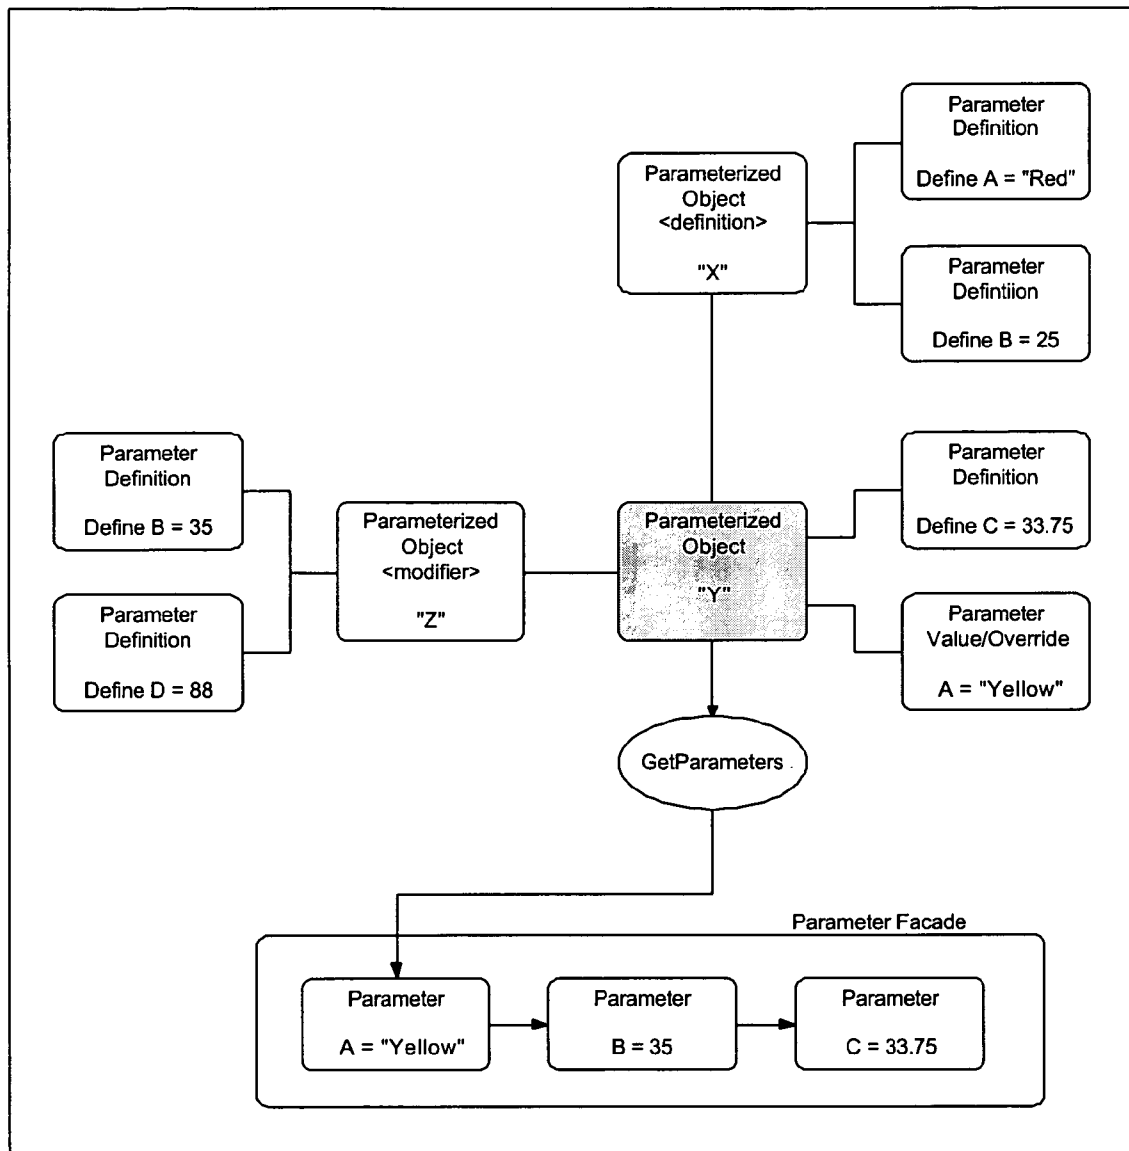 Parameter
Definition
Define A = "Red"
Parameterized
Object
<definition>
"X"
Parameter
Defintiion
Define B = 25
Parameter
Definition
Define B = 35
Parameter
Definition
Define C = 33.75
Parameterized
Object
<modifier>
"Z"
Parameterized
Object
"Y"
Parameter
Definition
Define D = 88
Parameter
Value/Override
A = "Yellow"
GetParameters
Parameter Facade
Parameter
A = "Yellow"
Parameter
B = 35
Parameter
C = 33.75